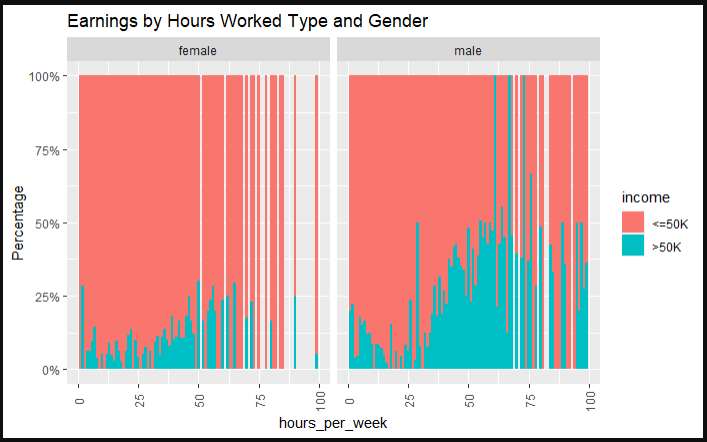 Earnings by Hours Worked Type and Gender
female
male
100%
75%
50%
25%
0%
Percentage
0
25
50
75
100
0
25
50
75
100
hours_per_week
income
<=50K
>50K